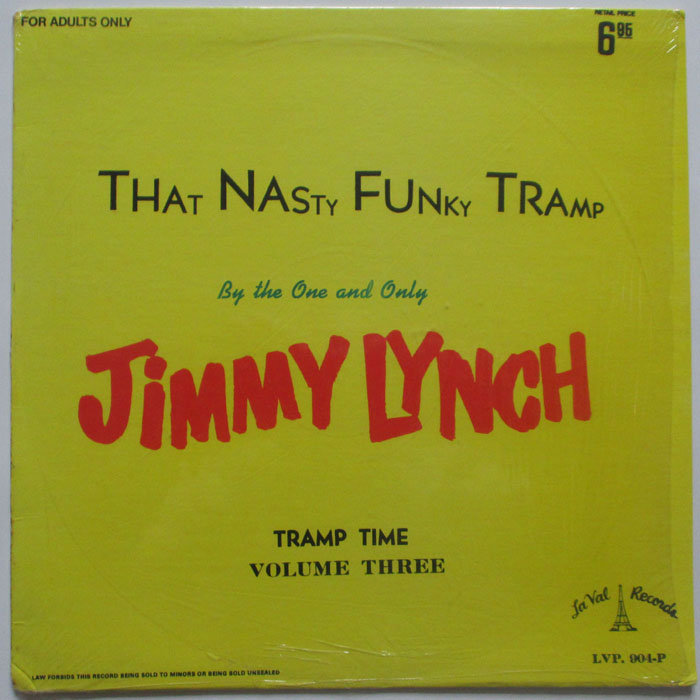 FOR ADULTS ONLY
RETAIL PRICE
6 95
THAT NASTY FUNKY TRAMP
By the One and Only
JiMMY LYNCH
TRAMP TIME
VOLUME THREE
La Val Records
LVP. 904-P
LAW FORBIDS THIS RECORD BEING SOLD TO MINORS OR BEING SOLD UNSEALED